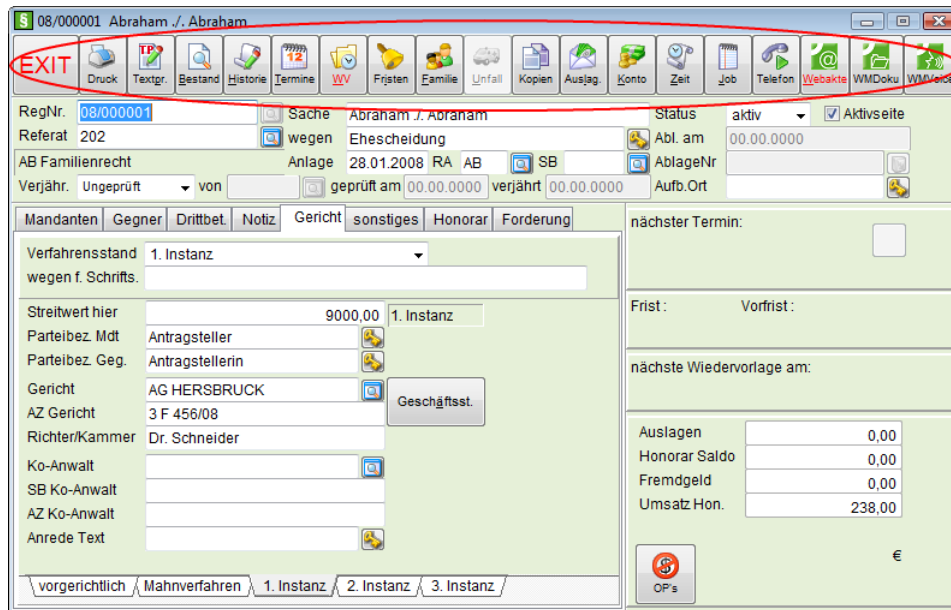 § 08/000001 Abraham ./. Abraham
EXIT Druck Textpr. Bestand Historie Termine WV Fristen Familie Unfall Kopien Auslag. Konto Zeit Job Telefon Webakte WMDoku WMVoice
RegNr. 08/000001 Sache Abraham ./. Abraham Status aktiv Aktivseite
Referat 202 wegen Ehescheidung Abl. am 00.00.0000
AB Familienrecht Anlage 28.01.2008 RA AB SB AblageNr
Verjähr. Ungeprüft von geprüft am 00.00.0000 verjährt 00.00.0000 Aufb.Ort
Mandanten Gegner Drittbet. Notiz Gericht sonstiges Honorar Forderung
Verfahrensstand 1. Instanz
wegen f. Schrifts.
Streitwert hier 9000,00 1. Instanz
Parteibez. Mdt Antragsteller
Parteibez. Geg. Antragstellerin
Gericht AG HERSBRUCK
AZ Gericht 3 F 456/08
Geschäftsst.
Richter/Kammer Dr. Schneider
Ko-Anwalt
SB Ko-Anwalt
AZ Ko-Anwalt
Anrede Text
vorgerichtlich Mahnverfahren 1. Instanz 2. Instanz 3. Instanz
nächster Termin:
Frist : Vorfrist :
nächste Wiedervorlage am:
Auslagen 0,00
Honorar Saldo 0,00
Fremdgeld 0,00
Umsatz Hon. 238,00
€
OP's